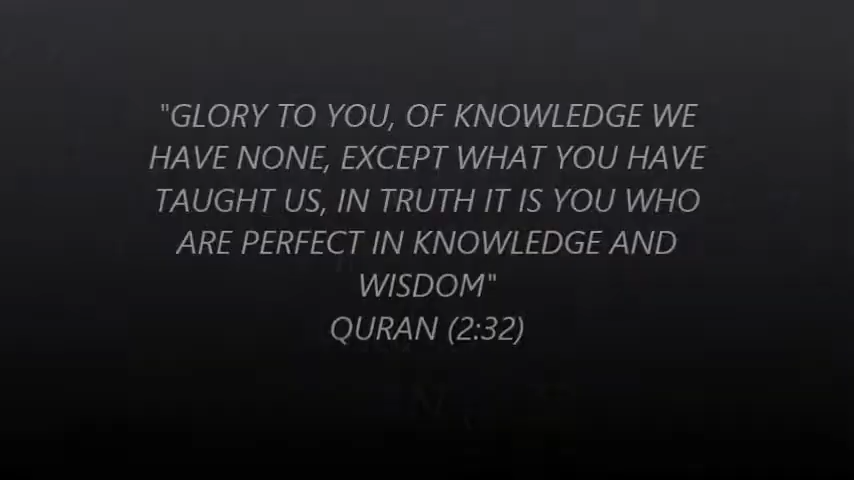 "GLORY TO YOU, OF KNOWLEDGE WE
HAVE NONE, EXCEPT WHAT YOU HAVE
TAUGHT US, IN TRUTH IT IS YOU WHO
ARE PERFECT IN KNOWLEDGE AND
WISDOM"
QURAN (2:32)